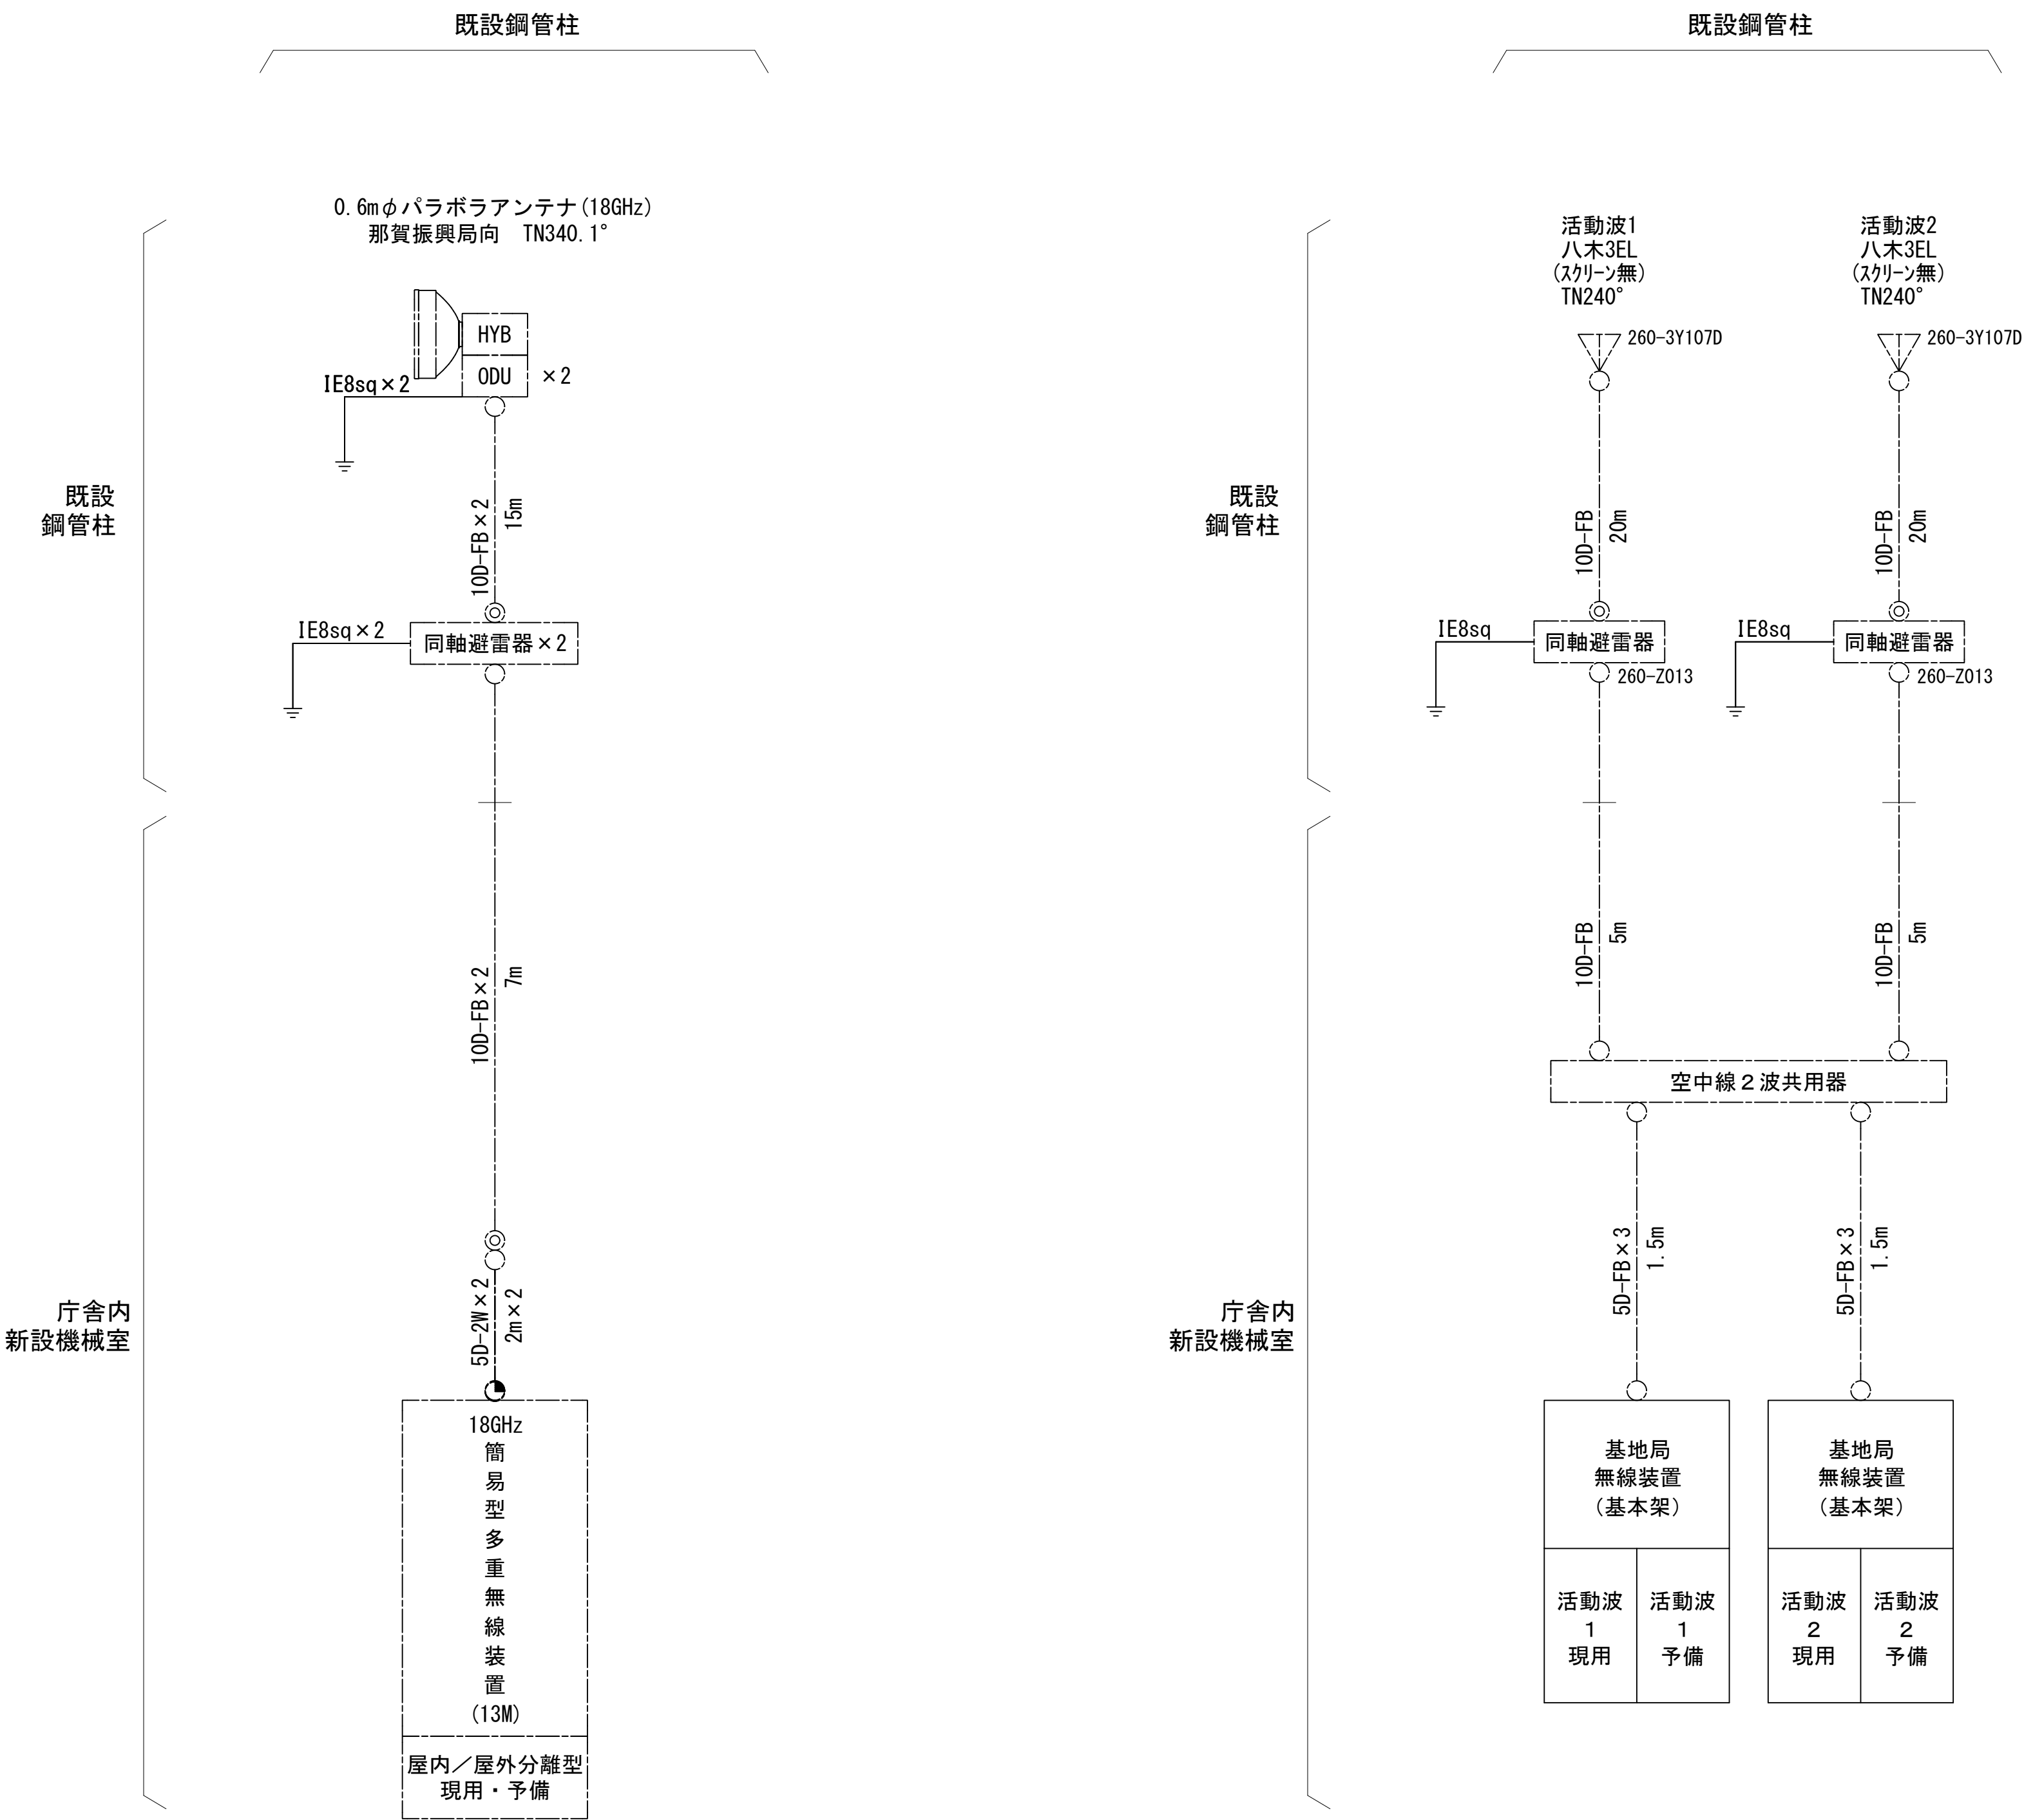 既設鋼管柱
0.6mφパラボラアンテナ(18GHz)
那賀振興局向　TN340.1°
HYB
ODU
×2
IE8sq×2
既設
鋼管柱
10D-FB×2
15m
IE8sq×2
同軸避雷器×2
10D-FB×2
7m
庁舎内
新設機械室
5D-2W×2
2m×2
18GHz
簡
易
型
多
重
無
線
装
置
(13M)
屋内／屋外分離型
現用・予備
既設鋼管柱
活動波1
八木3EL
(ｽｸﾘｰﾝ無)
TN240°
260-3Y107D
活動波2
八木3EL
(ｽｸﾘｰﾝ無)
TN240°
260-3Y107D
既設
鋼管柱
10D-FB
20m
10D-FB
20m
IE8sq
同軸避雷器
260-Z013
IE8sq
同軸避雷器
260-Z013
10D-FB
5m
10D-FB
5m
空中線２波共用器
庁舎内
新設機械室
5D-FB×3
1.5m
5D-FB×3
1.5m
基地局
無線装置
(基本架)
活動波
１
現用
活動波
１
予備
基地局
無線装置
(基本架)
活動波
２
現用
活動波
２
予備